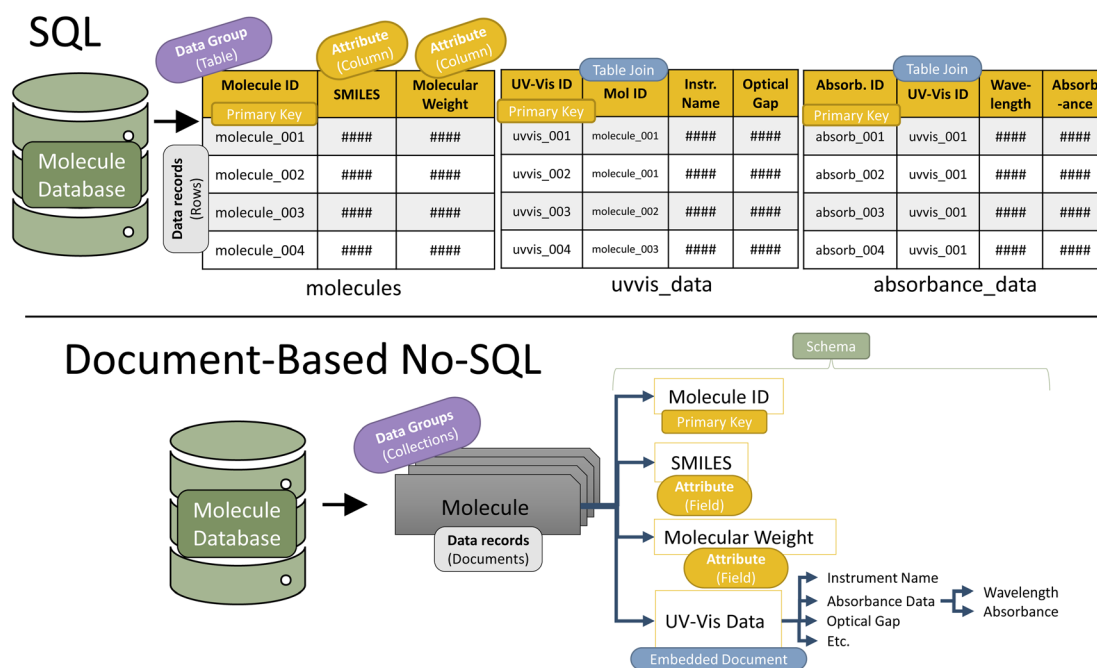 SQL
Data Group
(Table)
Attribute
(Column)
Attribute
(Column)
Molecule
Database
Data records
(Rows)
Molecule ID
SMILES
Molecular
Weight
Primary Key
molecule_001 #### ####
molecule_002 #### ####
molecule_003 #### ####
molecule_004 #### ####
molecules
Table Join
UV-Vis ID
Mol ID
Instr.
Name
Optical
Gap
Primary Key
uvvis_001 molecule_001 #### ####
uvvis_002 molecule_001 #### ####
uvvis_003 molecule_002 #### ####
uvvis_004 molecule_003 #### ####
uvvis_data
Table Join
Absorb. ID
UV-Vis ID
Wave-
length
Absorb
-ance
Primary Key
absorb_001 uvvis_001 #### ####
absorb_002 uvvis_001 #### ####
absorb_003 uvvis_001 #### ####
absorb_004 uvvis_001 #### ####
absorbance_data
Document-Based No-SQL
Schema
Molecule
Database
Data Groups
(Collections)
Molecule
Data records
(Documents)
Molecule ID
Primary Key
SMILES
Attribute
(Field)
Molecular Weight
Attribute
(Field)
UV-Vis Data
Embedded Document
Instrument Name
Absorbance Data
Optical Gap
Etc.
Wavelength
Absorbance